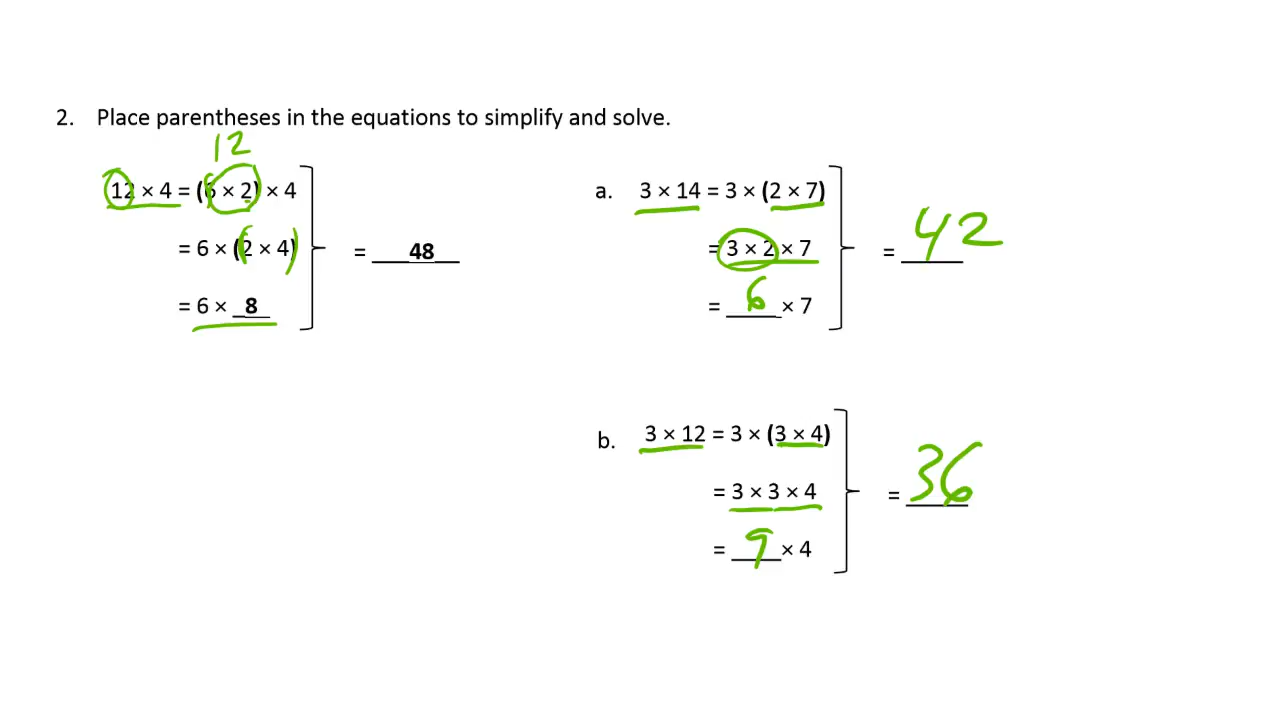 2. Place parentheses in the equations to simplify and solve.
12
12 × 4 = (6 × 2) × 4
= 6 × (2 × 4)
= 6 × 8
= 48
a. 3 × 14 = 3 × (2 × 7)
= 3 × 2 × 7
= 6 × 7
= 42
b. 3 × 12 = 3 × (3 × 4)
= 3 × 3 × 4
= 9 × 4
= 36